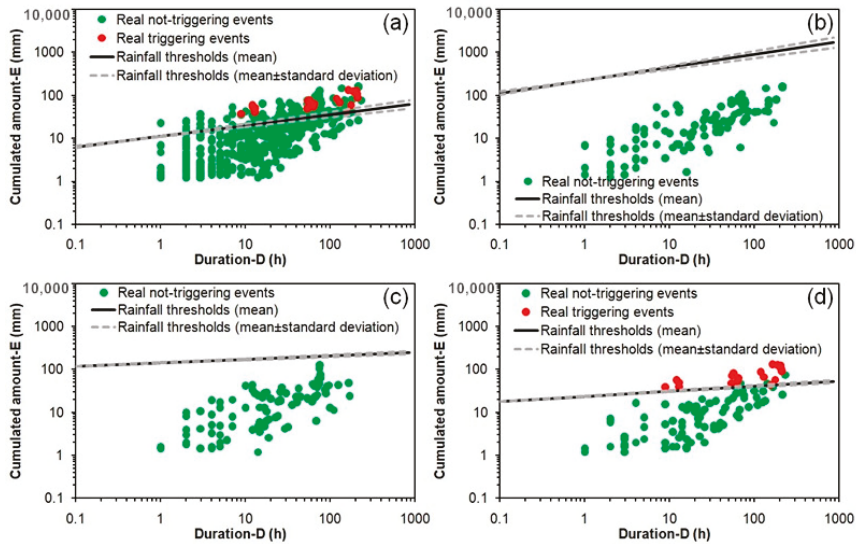 (a)
Real not-triggering events
Real triggering events
Rainfall thresholds (mean)
Rainfall thresholds (mean±standard deviation)
Cumulated amount-E (mm)
10,000
1000
100
10
1
0.1
0.1 1 10 100 1000
Duration-D (h)
(b)
Cumulated amount-E (mm)
10,000
1000
100
10
1
0.1
Real not-triggering events
Rainfall thresholds (mean)
Rainfall thresholds (mean±standard deviation)
0.1 1 10 100 1000
Duration-D (h)
(c)
Real not-triggering events
Rainfall thresholds (mean)
Rainfall thresholds (mean±standard deviation)
Cumulated amount-E (mm)
10,000
1000
100
10
1
0.1
0.1 1 10 100 1000
Duration-D (h)
(d)
Real not-triggering events
Real triggering events
Rainfall thresholds (mean)
Rainfall thresholds (mean±standard deviation)
Cumulated amount-E (mm)
10,000
1000
100
10
1
0.1
0.1 1 10 100 1000
Duration-D (h)